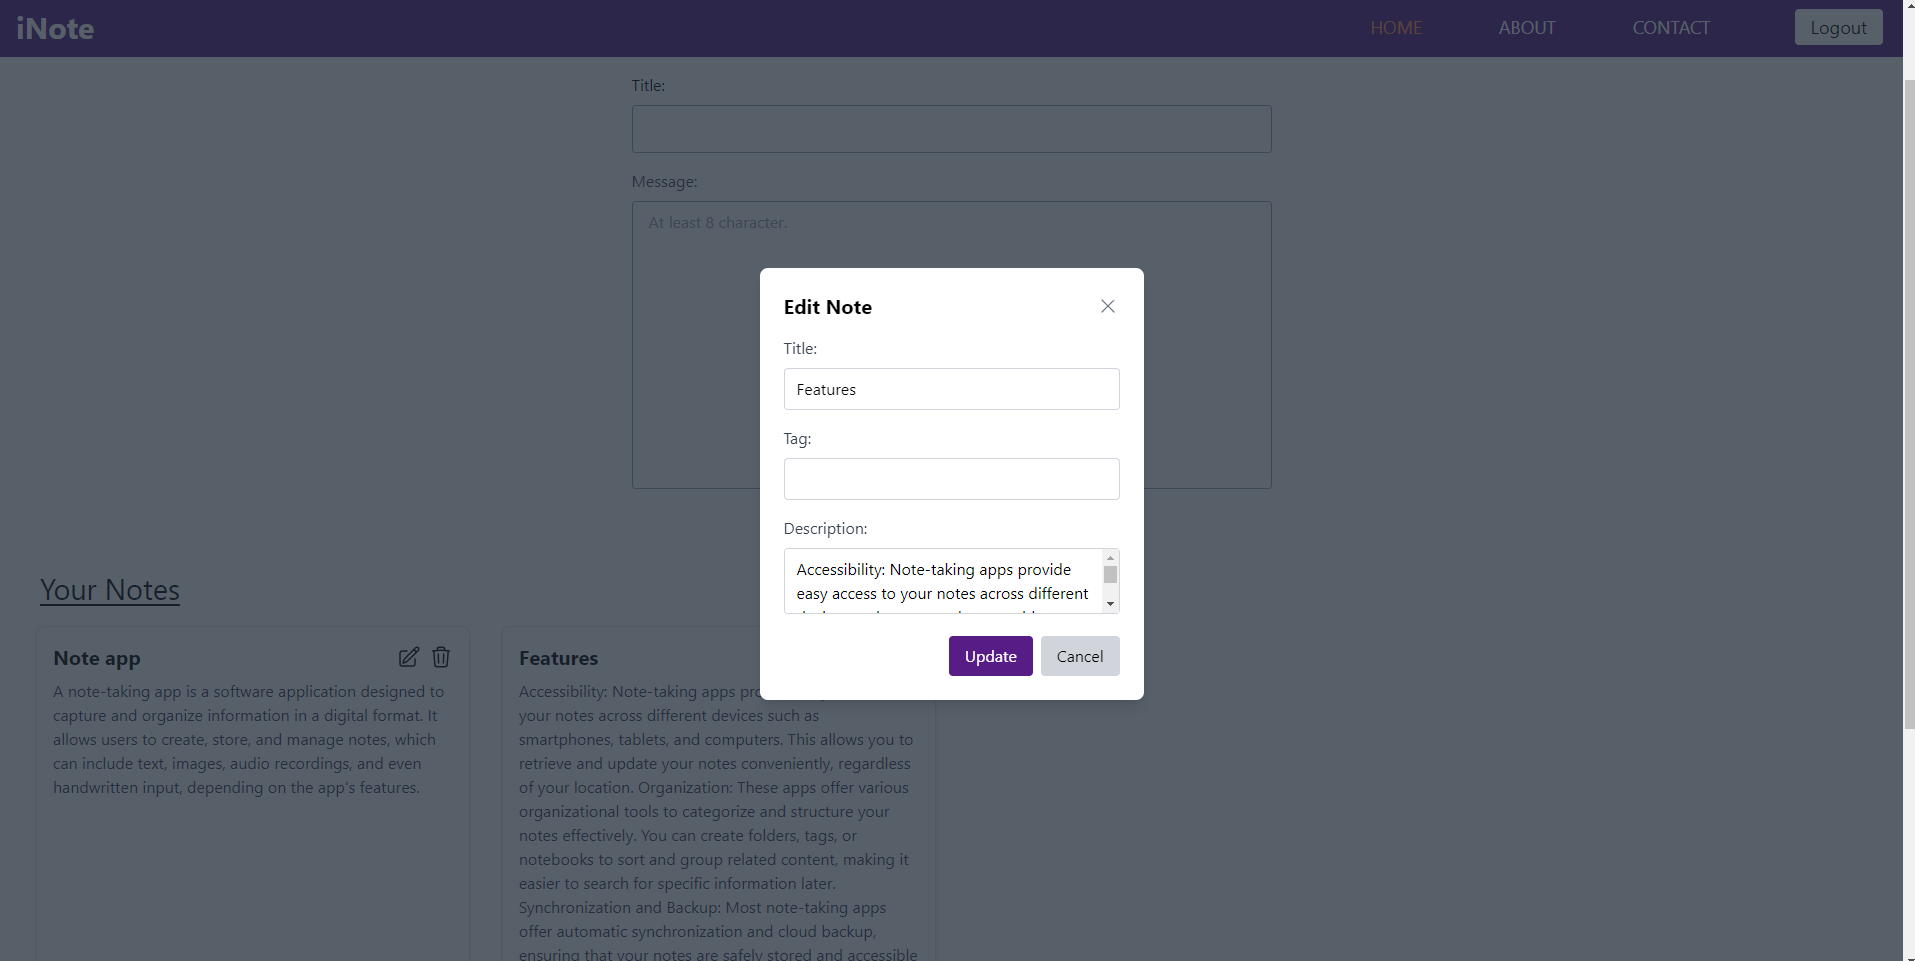 iNote
HOME
ABOUT
CONTACT
Logout
Title:
Message:
At least 8 character.
Edit Note
Title:
Features
Tag:
Description:
Accessibility: Note-taking apps provide
easy access to your notes across different
Update
Cancel
Your Notes
Note app
A note-taking app is a software application designed to
capture and organize information in a digital format. It
allows users to create, store, and manage notes, which
can include text, images, audio recordings, and even
handwritten input, depending on the app's features.
Features
Accessibility: Note-taking apps
your notes across different devices such as
smartphones, tablets, and computers. This allows you to
retrieve and update your notes conveniently, regardless
of your location. Organization: These apps offer various
organizational tools to categorize and structure your
notes effectively. You can create folders, tags, or
notebooks to sort and group related content, making it
easier to search for specific information later.
Synchronization and Backup: Most note-taking apps
offer automatic synchronization and cloud backup,
ensuring that your notes are safely stored and accessible